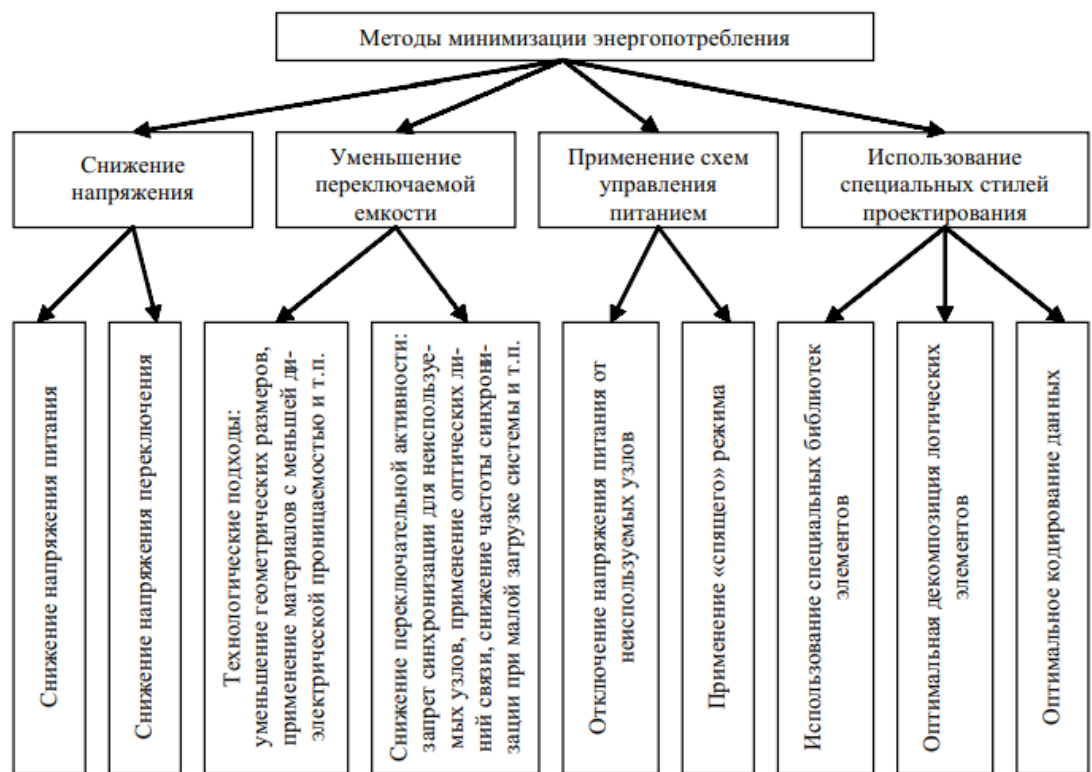 Методы минимизации энергопотребления
Снижение
напряжения
Уменьшение
переключаемой
емкости
Применение схем
управления
питанием
Использование
специальных стилей
проектирования
Снижение напряжения питания
Снижение напряжения переключения
Технологические подходы:
уменьшение геометрических размеров,
применение материалов с меньшей ди-
электрической проницаемостью и т.п.
Снижение переключательной активности:
запрет синхронизации для неиспользуе-
мых узлов, применение оптических ли-
ний связи, снижение частоты синхрони-
зации при малой загрузке системы и т.п.
Отключение напряжения питания от
неиспользуемых узлов
Применение «спящего» режима
Использование специальных библиотек
элементов
Оптимальная декомпозиция логических
элементов
Оптимальное кодирование данных